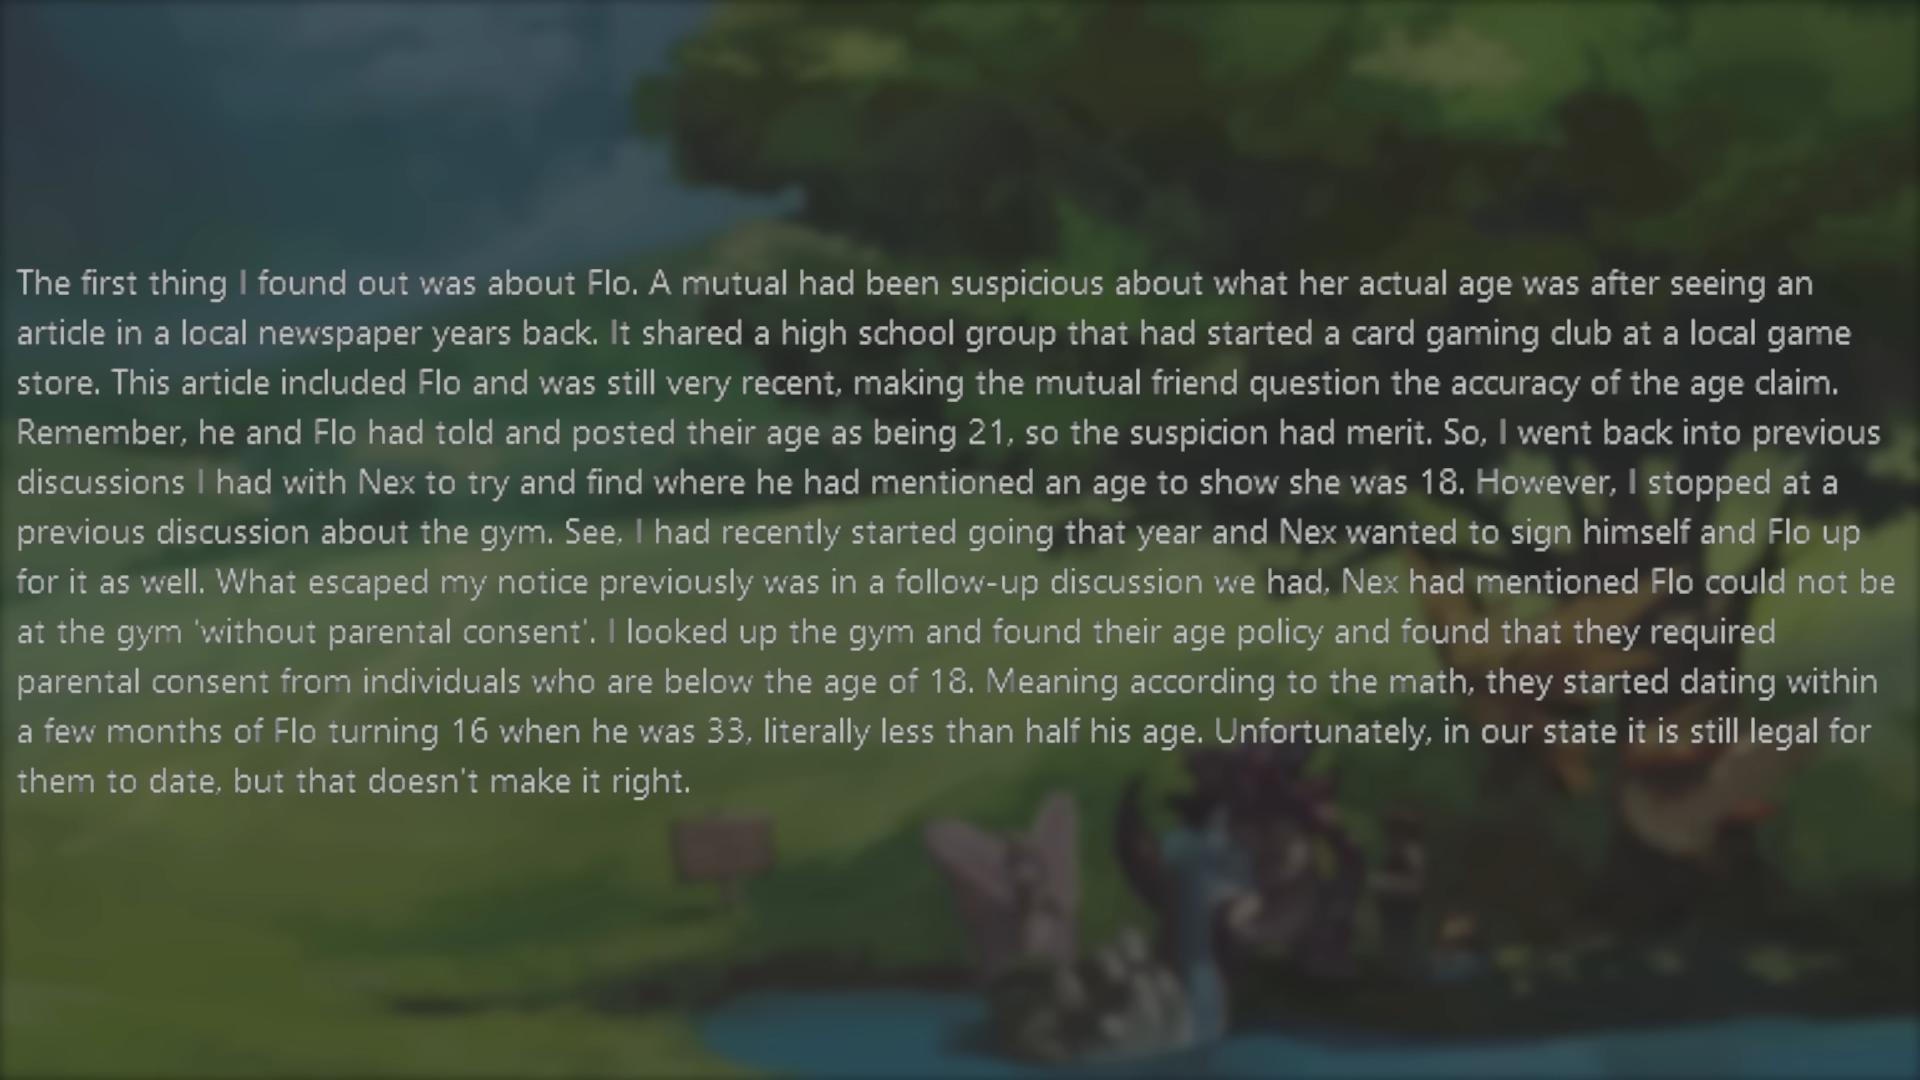 The first thing I found out was about Flo. A mutual had been suspicious about what her actual age was after seeing an
article in a local newspaper years back. It shared a high school group that had started a card gaming club at a local game
store. This article included Flo and was still very recent, making the mutual friend question the accuracy of the age claim.
Remember, he and Flo had told and posted their age as being 21, so the suspicion had merit. So, I went back into previous
discussions I had with Nex to try and find where he had mentioned an age to show she was 18. However, I stopped at a
previous discussion about the gym. See, I had recently started going that year and Nex wanted to sign himself and Flo up
for it as well. What escaped my notice previously was in a follow-up discussion we had, Nex had mentioned Flo could not be
at the gym 'without parental consent'. I looked up the gym and found their age policy and found that they required
parental consent from individuals who are below the age of 18. Meaning according to the math, they started dating within
a few months of Flo turning 16 when he was 33, literally less than half his age. Unfortunately, in our state it is still legal for
them to date, but that doesn't make it right.